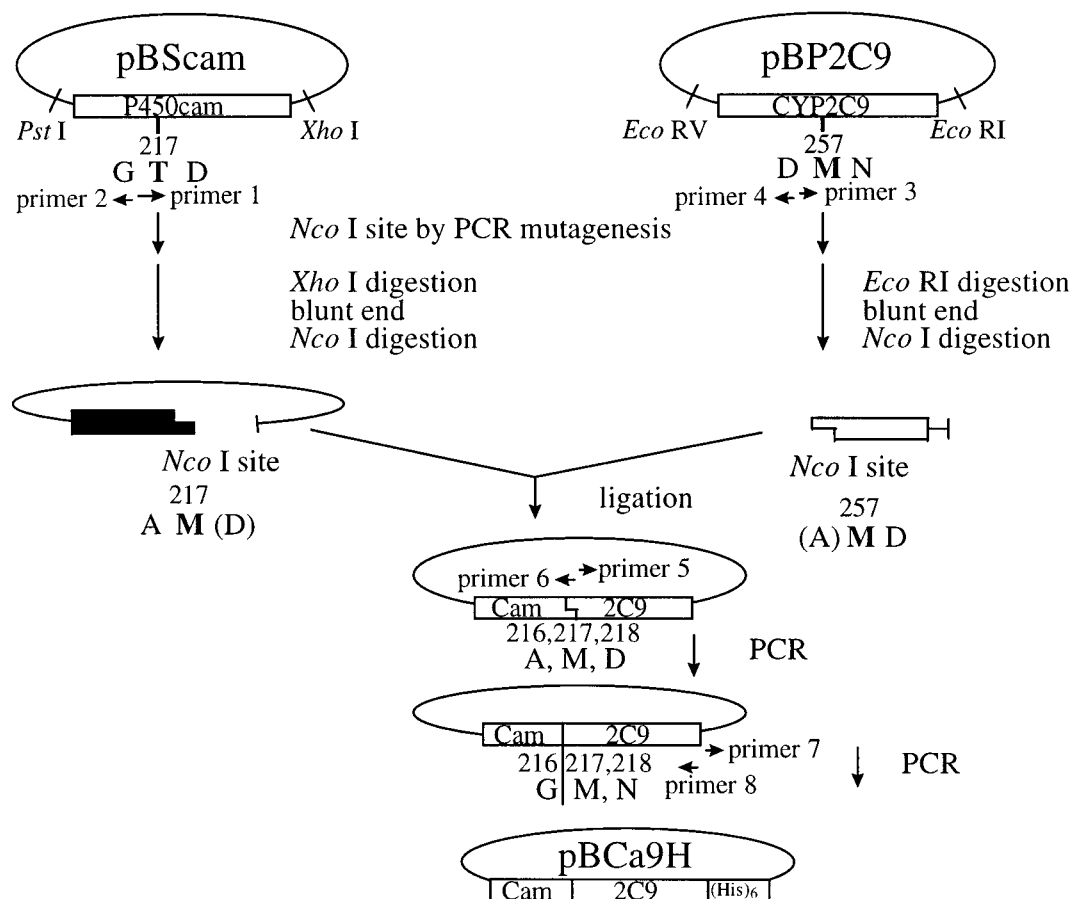 pBScam
pBP2C9
P450cam
CYP2C9
Pst I
Xho I
Eco RV
Eco RI
217
257
G T D
D M N
primer 2
primer 1
primer 4
primer 3
Nco I site by PCR mutagenesis
Xho I digestion
blunt end
Nco I digestion
Eco RI digestion
blunt end
Nco I digestion
Nco I site
217
A M (D)
Nco I site
257
(A) M D
ligation
primer 6
primer 5
Cam
2C9
216,217,218
A, M, D
PCR
Cam
2C9
primer 7
216 217,218
primer 8
G M, N
PCR
pBCa9H
Cam
2C9
(His)6